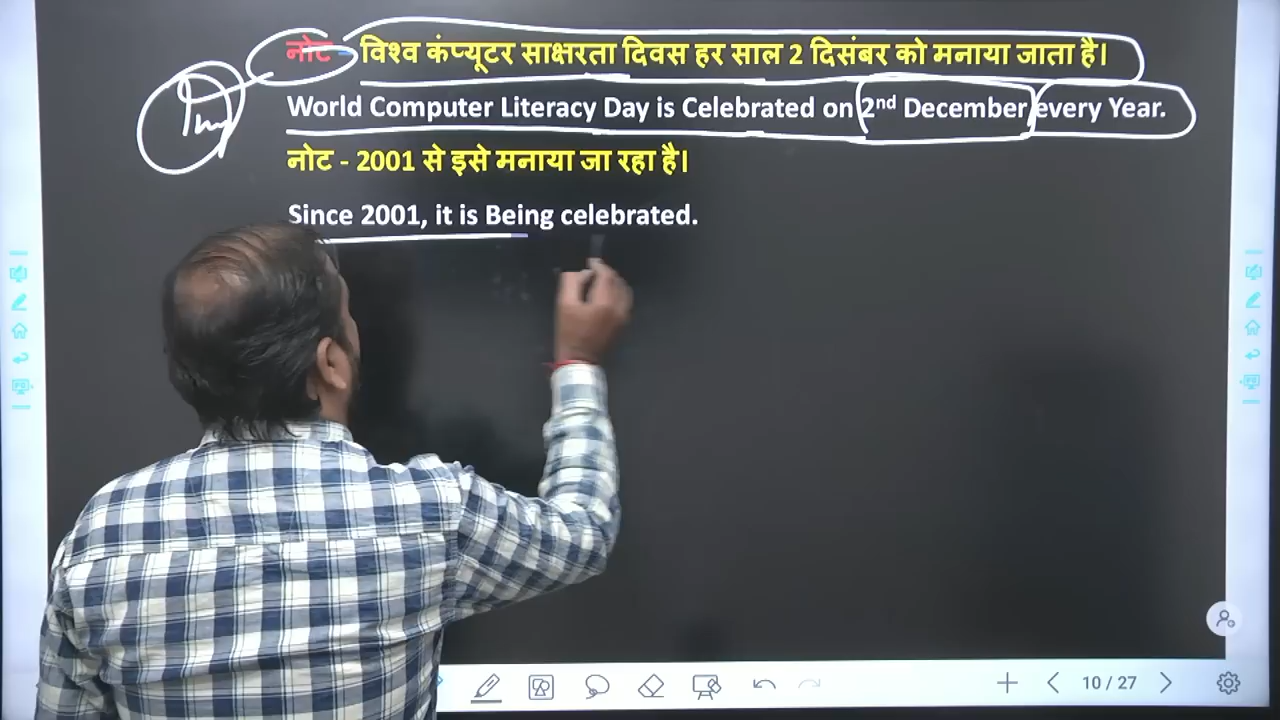 नोट - विश्व कंप्यूटर साक्षरता दिवस हर साल 2 दिसंबर को मनाया जाता है।
World Computer Literacy Day is Celebrated on 2nd December every Year.
नोट - 2001 से इसे मनाया जा रहा है।
Since 2001, it is Being celebrated.
10 / 27